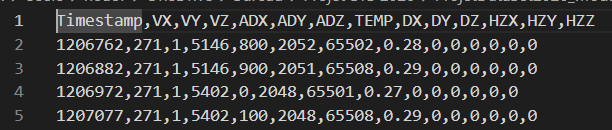 1 Timestamp,VX,VY,VZ,ADX,ADY,ADZ,TEMP,DX,DY,DZ,HZX,HZY,HZZ
2 1206762,271,1,5146,800,2052,65502,0.28,0,0,0,0,0,0
3 1206882,271,1,5146,900,2051,65508,0.29,0,0,0,0,0,0
4 1206972,271,1,5402,0,2048,65501,0.27,0,0,0,0,0,0
5 1207077,271,1,5402,100,2048,65508,0.29,0,0,0,0,0,0